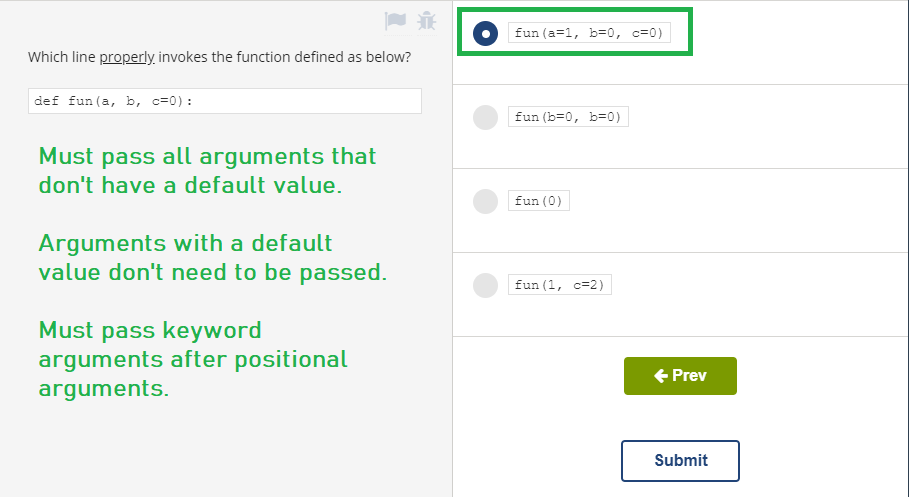 Which line properly invokes the function defined as below?
def fun(a, b, c=0):
Must pass all arguments that
don't have a default value.
Arguments with a default
value don't need to be passed.
Must pass keyword
arguments after positional
arguments.
fun(a=1, b=0, c=0)
fun(b=0, b=0)
fun(0)
fun(1, c=2)
Prev
Submit